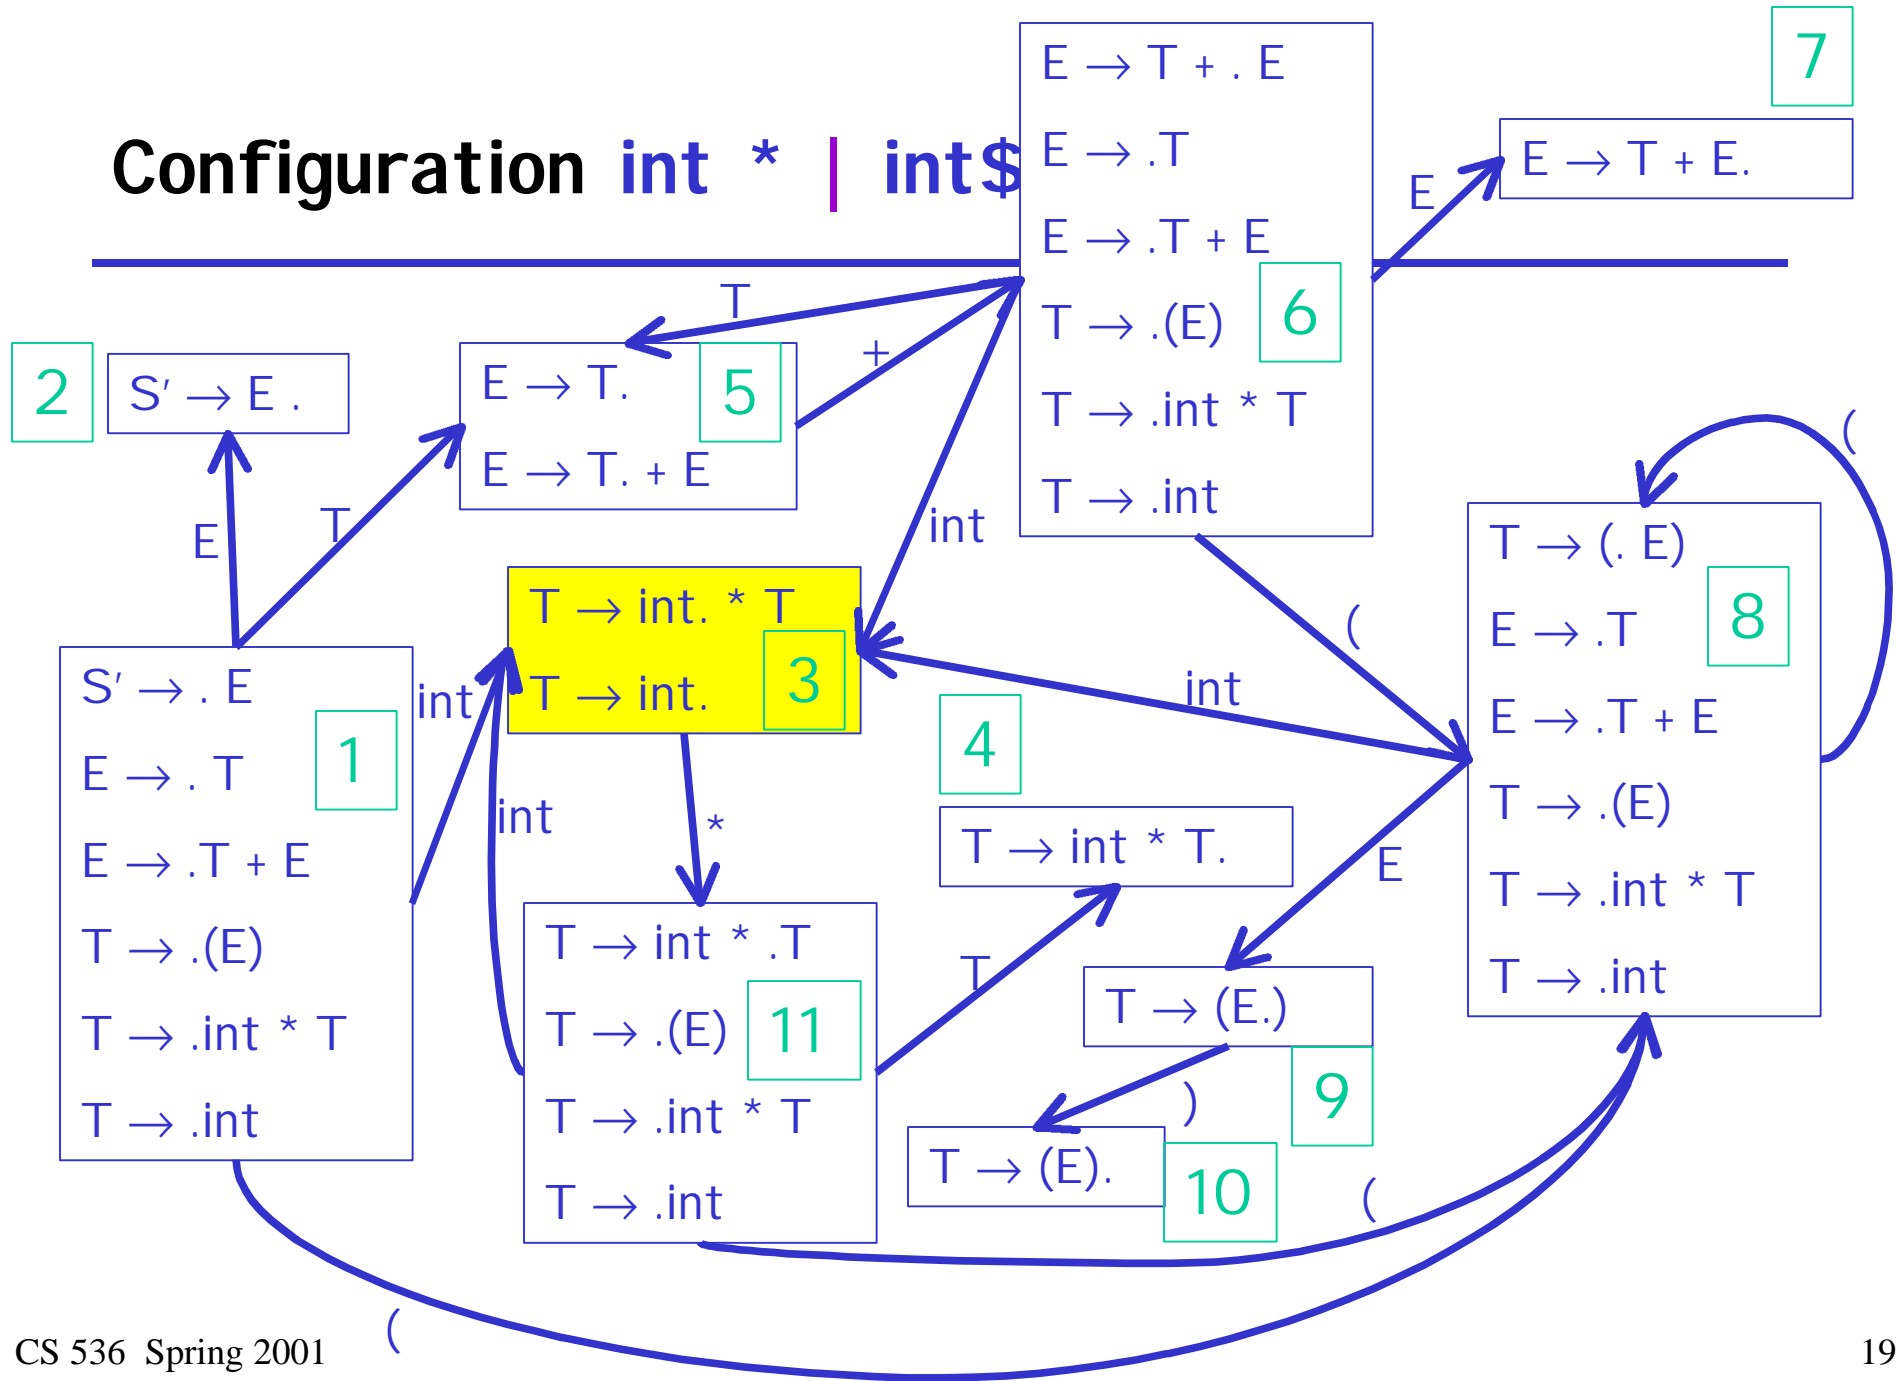 Configuration int * | int$
E → T + . E
E → .T
E → .T + E
T → .(E)
T → .int * T
T → .int
6
7
E → T + E.
E
T
+
2
S′ → E .
E → T.
E → T. + E
5
E
T
int
(
(
T → int. * T
T → int.
3
S′ → . E
E → . T
E → .T + E
T → .(E)
T → .int * T
T → .int
1
int
int
*
int
4
T → int * T.
T → (. E)
E → .T
E → .T + E
T → .(E)
T → .int * T
T → .int
8
E
T → int * .T
T → .(E)
T → .int * T
T → .int
11
T
T → (E.)
9
)
T → (E).
10
(
(
CS 536 Spring 2001
19